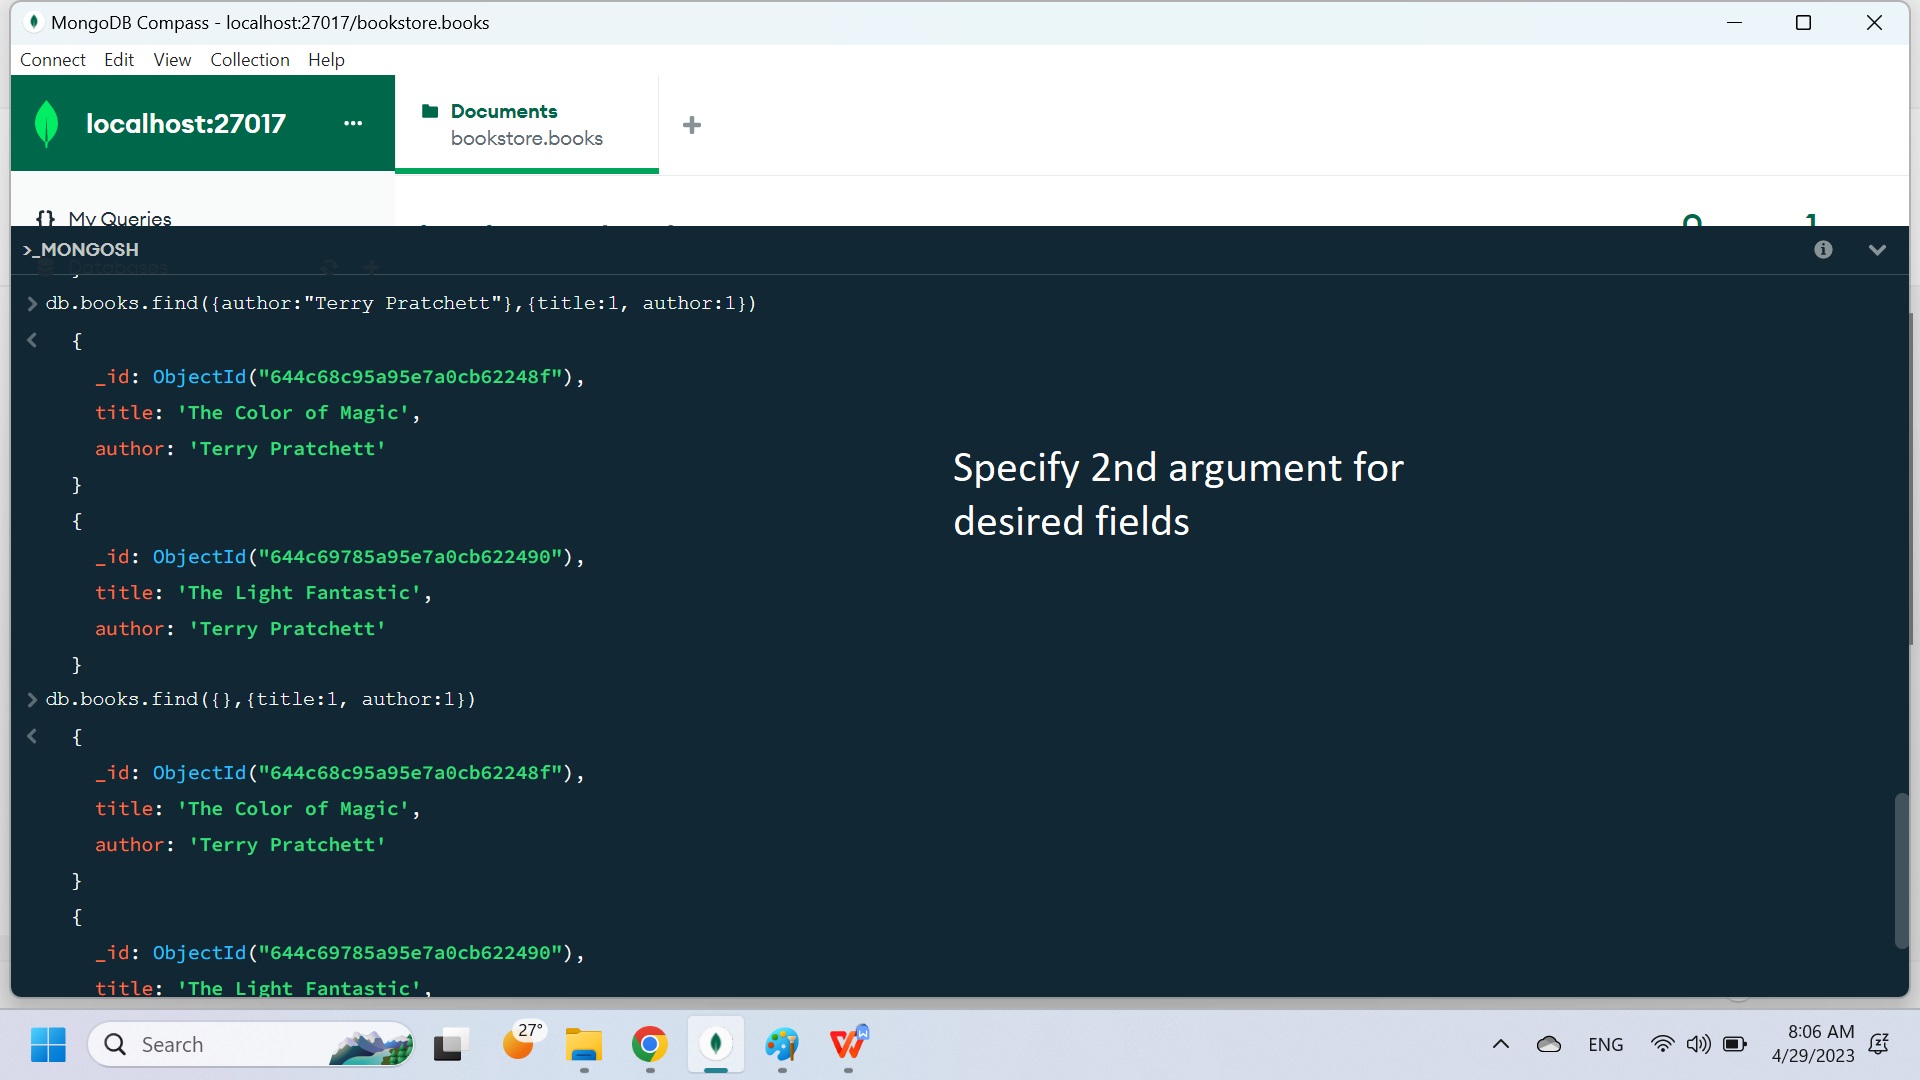 MongoDB Compass - localhost:27017/bookstore.books
Connect Edit View Collection Help
localhost:27017 ...
Documents
bookstore.books
{} My Queries
>_MONGOSH
Databases
> db.books.find({author:"Terry Pratchett"},{title:1, author:1})
< {
_id: ObjectId("644c68c95a95e7a0cb62248f"),
title: 'The Color of Magic',
author: 'Terry Pratchett'
}
{
_id: ObjectId("644c69785a95e7a0cb622490"),
title: 'The Light Fantastic',
author: 'Terry Pratchett'
}
Specify 2nd argument for
desired fields
> db.books.find({},{title:1, author:1})
< {
_id: ObjectId("644c68c95a95e7a0cb62248f"),
title: 'The Color of Magic',
author: 'Terry Pratchett'
}
{
_id: ObjectId("644c69785a95e7a0cb622490"),
title: 'The Light Fantastic',
Search
27°
ENG
8:06 AM
4/29/2023